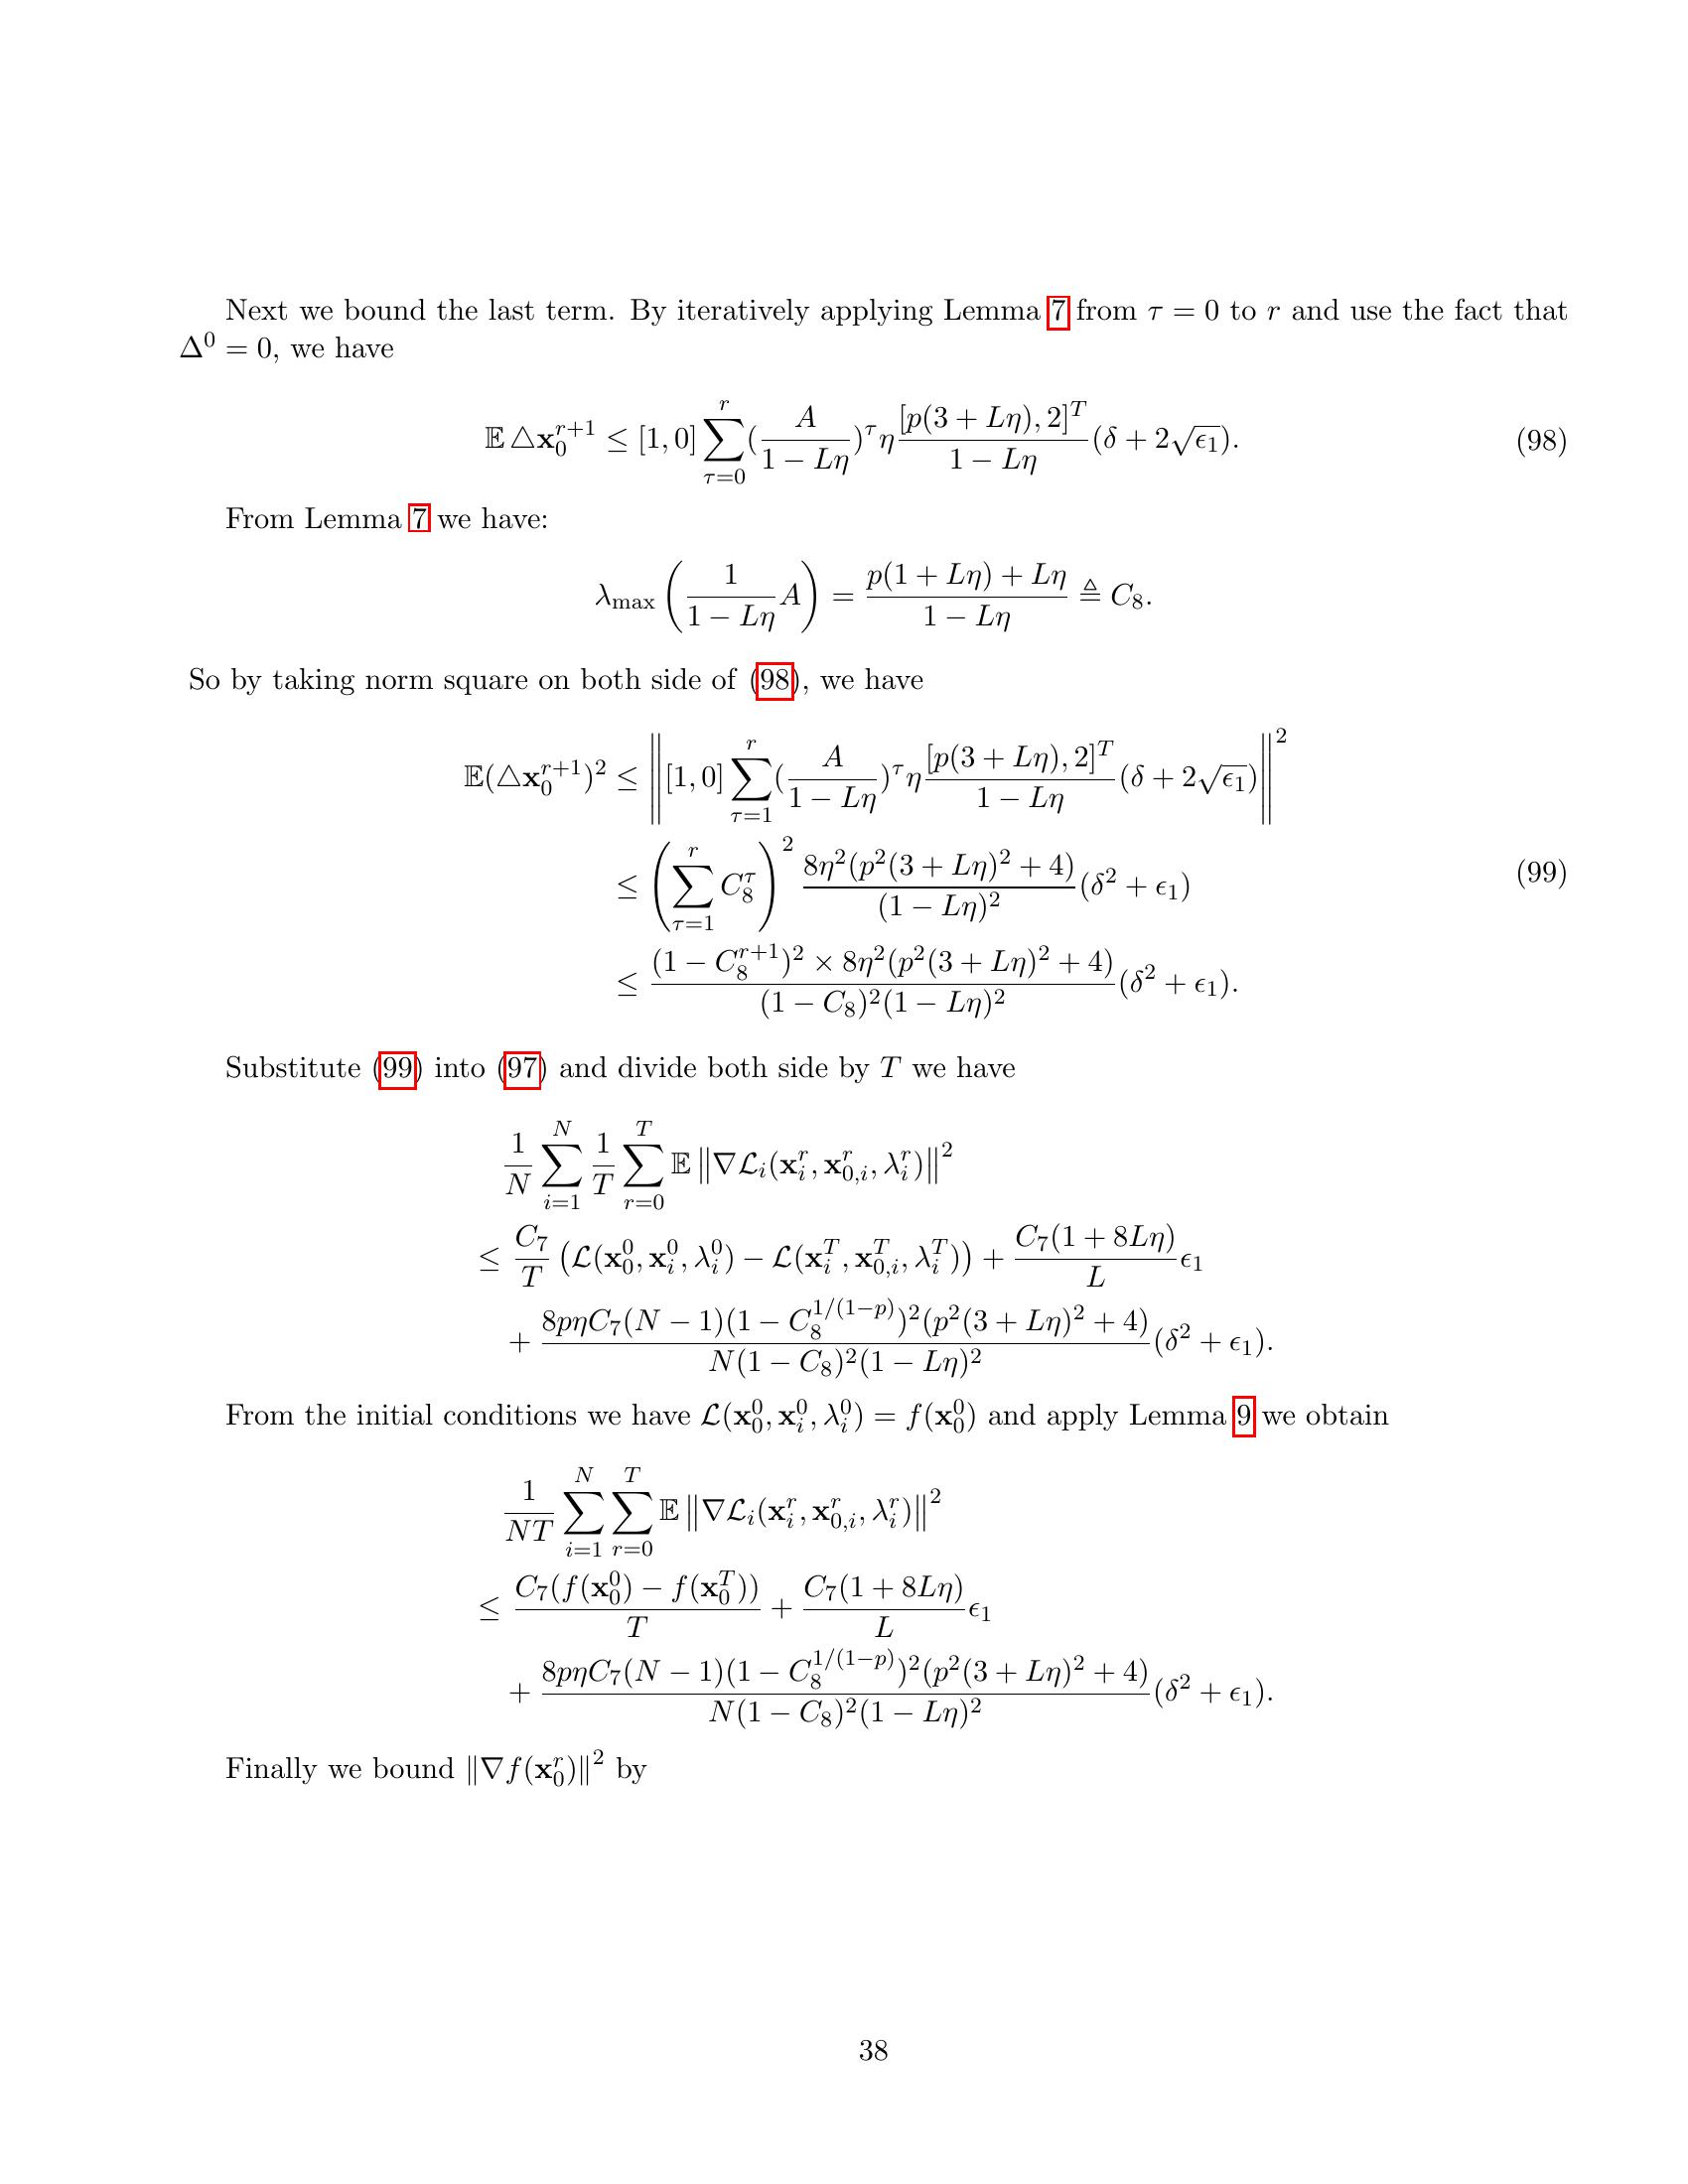 Next we bound the last term. By iteratively applying Lemma 7 from $\tau = 0$ to $r$ and use the fact that
$\Delta^0 = 0$, we have
$\mathbb{E}\,\triangle\mathbf{x}_0^{r+1} \leq [1, 0] \sum_{\tau=0}^{r} (\frac{A}{1 - L\eta})^\tau \eta \frac{[p(3 + L\eta), 2]^T}{1 - L\eta} (\delta + 2\sqrt{\epsilon_1}).$ (98)
From Lemma 7 we have:
$\lambda_{\max}\left(\frac{1}{1 - L\eta} A\right) = \frac{p(1 + L\eta) + L\eta}{1 - L\eta} \triangleq C_8.$
So by taking norm square on both side of (98), we have
$\mathbb{E}(\triangle\mathbf{x}_0^{r+1})^2 \leq \left\| [1, 0] \sum_{\tau=1}^{r} (\frac{A}{1 - L\eta})^\tau \eta \frac{[p(3 + L\eta), 2]^T}{1 - L\eta} (\delta + 2\sqrt{\epsilon_1}) \right\|^2$
$\leq \left( \sum_{\tau=1}^{r} C_8^\tau \right)^2 \frac{8\eta^2(p^2(3 + L\eta)^2 + 4)}{(1 - L\eta)^2} (\delta^2 + \epsilon_1)$ (99)
$\leq \frac{(1 - C_8^{r+1})^2 \times 8\eta^2(p^2(3 + L\eta)^2 + 4)}{(1 - C_8)^2(1 - L\eta)^2} (\delta^2 + \epsilon_1).$
Substitute (99) into (97) and divide both side by $T$ we have
$\frac{1}{N} \sum_{i=1}^{N} \frac{1}{T} \sum_{r=0}^{T} \mathbb{E} \left\| \nabla \mathcal{L}_i(\mathbf{x}_i^r, \mathbf{x}_{0,i}^r, \lambda_i^r) \right\|^2$
$\leq \frac{C_7}{T} \left( \mathcal{L}(\mathbf{x}_0^0, \mathbf{x}_i^0, \lambda_i^0) - \mathcal{L}(\mathbf{x}_i^T, \mathbf{x}_{0,i}^T, \lambda_i^T) \right) + \frac{C_7(1 + 8L\eta)}{L} \epsilon_1$
$+ \frac{8p\eta C_7(N - 1)(1 - C_8^{1/(1-p)})^2(p^2(3 + L\eta)^2 + 4)}{N(1 - C_8)^2(1 - L\eta)^2} (\delta^2 + \epsilon_1).$
From the initial conditions we have $\mathcal{L}(\mathbf{x}_0^0, \mathbf{x}_i^0, \lambda_i^0) = f(\mathbf{x}_0^0)$ and apply Lemma 9 we obtain
$\frac{1}{NT} \sum_{i=1}^{N} \sum_{r=0}^{T} \mathbb{E} \left\| \nabla \mathcal{L}_i(\mathbf{x}_i^r, \mathbf{x}_{0,i}^r, \lambda_i^r) \right\|^2$
$\leq \frac{C_7(f(\mathbf{x}_0^0) - f(\mathbf{x}_0^T))}{T} + \frac{C_7(1 + 8L\eta)}{L} \epsilon_1$
$+ \frac{8p\eta C_7(N - 1)(1 - C_8^{1/(1-p)})^2(p^2(3 + L\eta)^2 + 4)}{N(1 - C_8)^2(1 - L\eta)^2} (\delta^2 + \epsilon_1).$
Finally we bound $\|\nabla f(\mathbf{x}_0^r)\|^2$ by
38